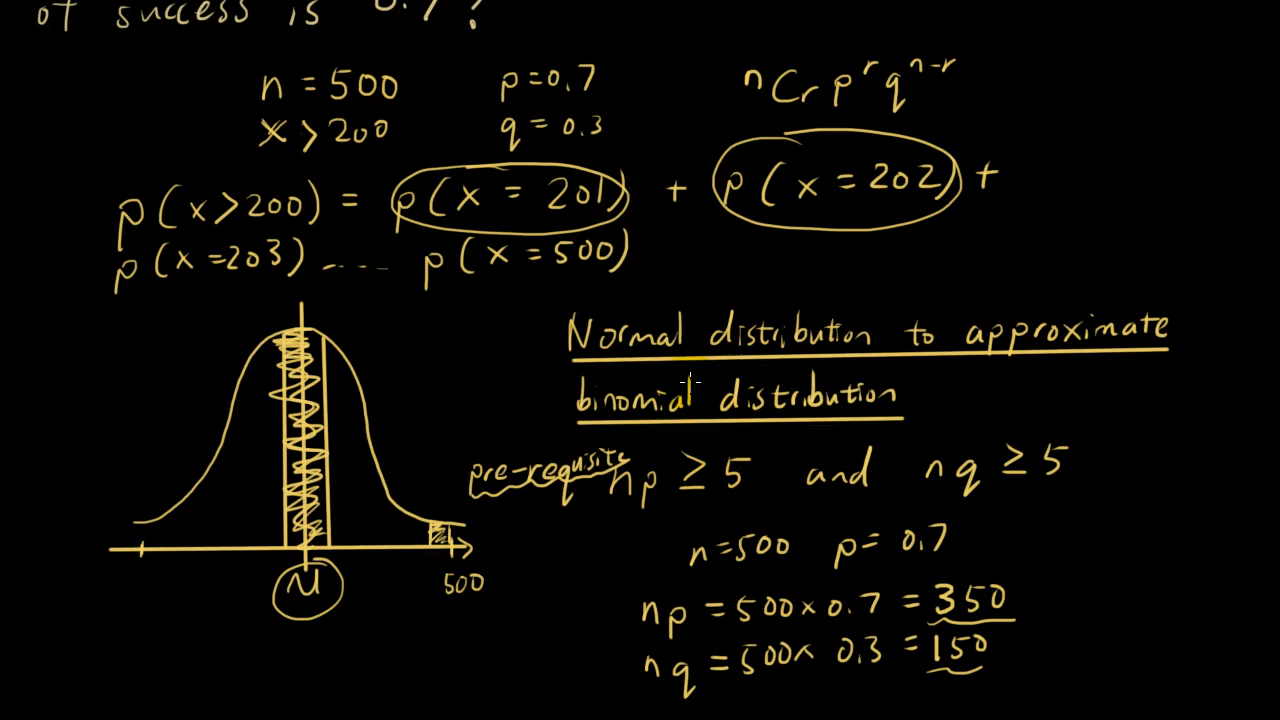 of success is 0.7?
n = 500 p = 0.7 nCr p^r q^n-r
x > 200 q = 0.3
p(x>200) = p(x = 201) + p(x = 202) +
p(x=203) ---- p(x=500)
Normal distribution to approximate
binomial distribution
pre-requisite np ≥ 5 and nq ≥ 5
n=500 p= 0.7
μ 500
np = 500 × 0.7 = 350
nq = 500× 0.3 = 150